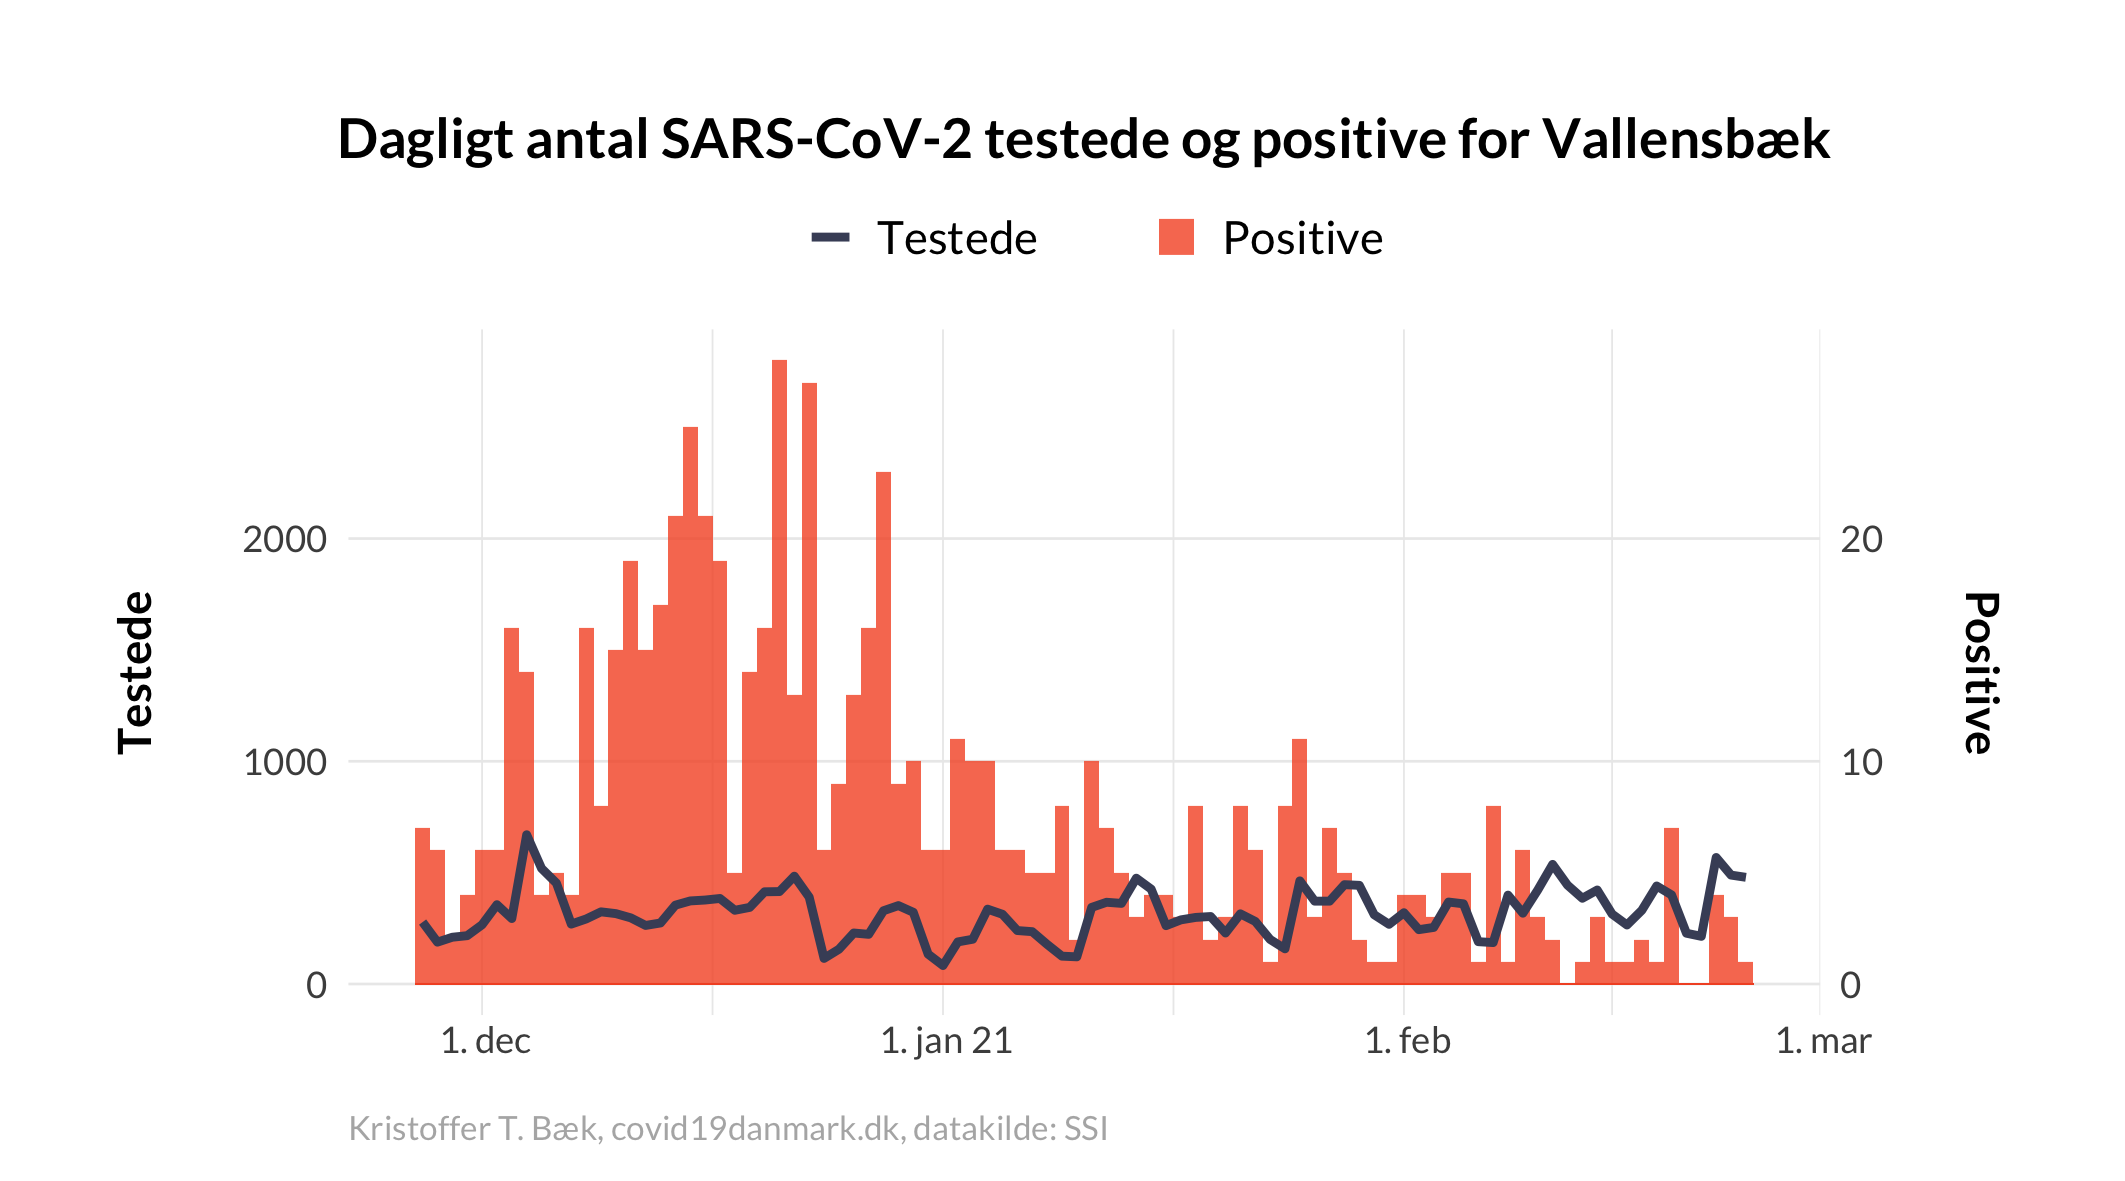 Dagligt antal SARS-CoV-2 testede og positive for Vallensbæk
Testede Positive
2000
1000
0
Testede
20
10
0
Positive
1. dec 1. jan 21 1. feb 1. mar
Kristoffer T. Bæk, covid19danmark.dk, datakilde: SSI